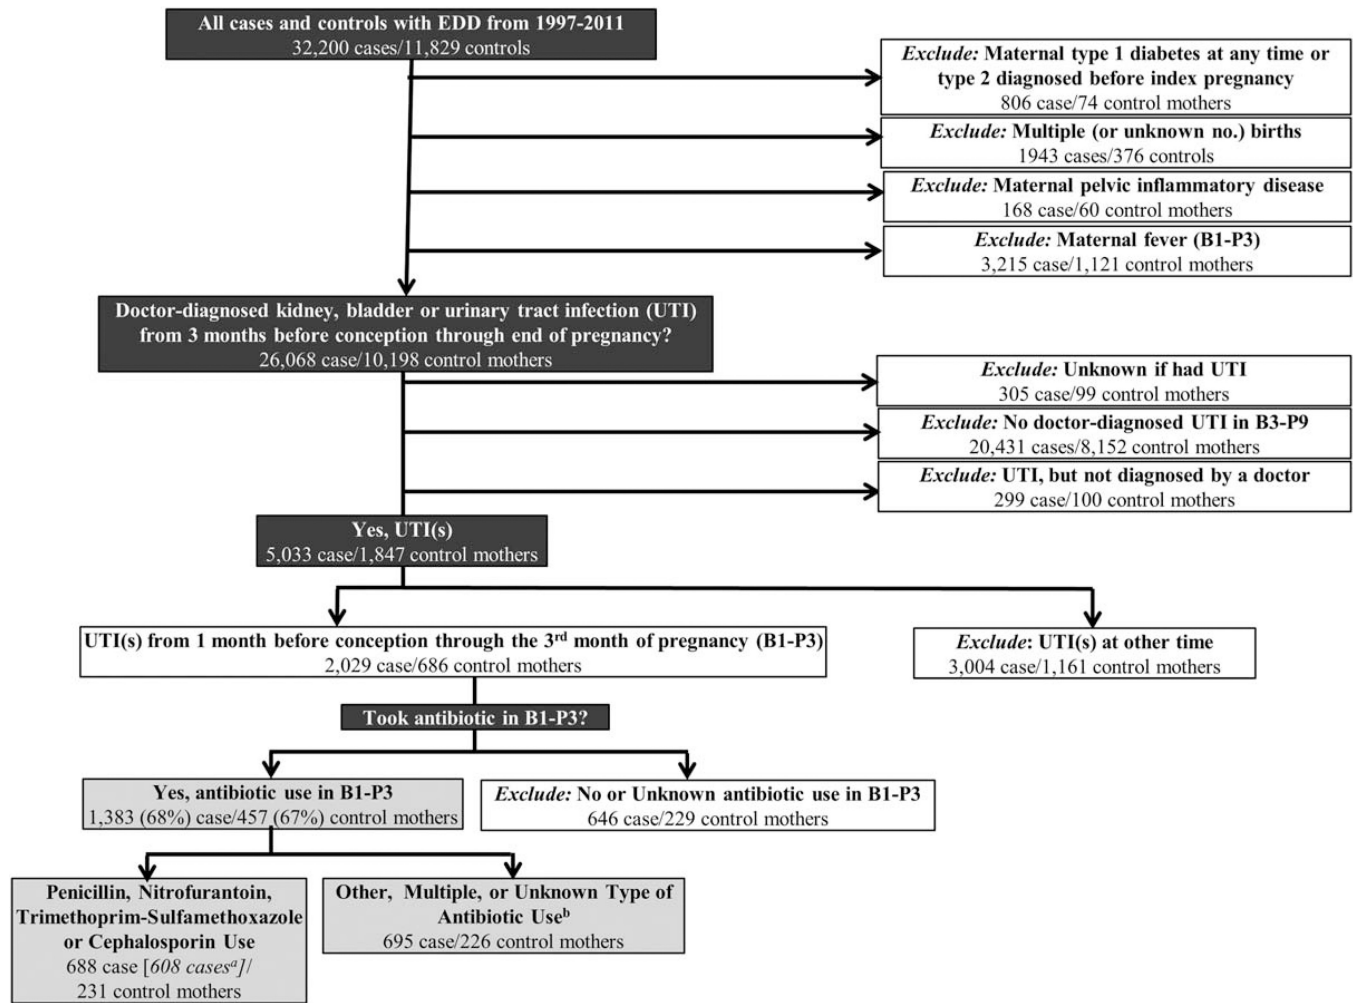 All cases and controls with EDD from 1997-2011
32,200 cases/11,829 controls
Exclude: Maternal type 1 diabetes at any time or
type 2 diagnosed before index pregnancy
806 case/74 control mothers
Exclude: Multiple (or unknown no.) births
1943 cases/376 controls
Exclude: Maternal pelvic inflammatory disease
168 case/60 control mothers
Exclude: Maternal fever (B1-P3)
3,215 case/1,121 control mothers
Doctor-diagnosed kidney, bladder or urinary tract infection (UTI)
from 3 months before conception through end of pregnancy?
26,068 case/10,198 control mothers
Exclude: Unknown if had UTI
305 case/99 control mothers
Exclude: No doctor-diagnosed UTI in B3-P9
20,431 cases/8,152 control mothers
Exclude: UTI, but not diagnosed by a doctor
299 case/100 control mothers
Yes, UTI(s)
5,033 case/1,847 control mothers
UTI(s) from 1 month before conception through the 3rd month of pregnancy (B1-P3)
2,029 case/686 control mothers
Exclude: UTI(s) at other time
3,004 case/1,161 control mothers
Took antibiotic in B1-P3?
Yes, antibiotic use in B1-P3
1,383 (68%) case/457 (67%) control mothers
Exclude: No or Unknown antibiotic use in B1-P3
646 case/229 control mothers
Penicillin, Nitrofurantoin,
Trimethoprim-Sulfamethoxazole
or Cephalosporin Use
688 case [608 casesa]/
231 control mothers
Other, Multiple, or Unknown Type of
Antibiotic Useb
695 case/226 control mothers